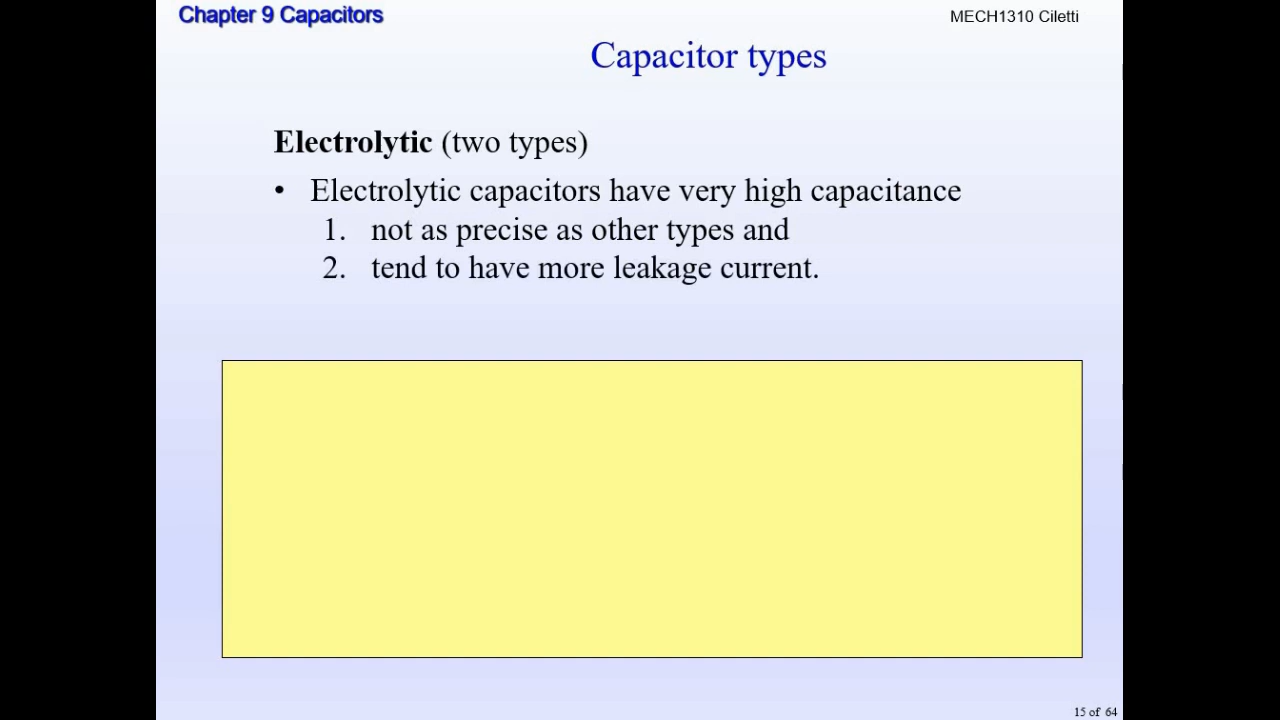 Chapter 9 Capacitors
MECH1310 Ciletti
Capacitor types
Electrolytic (two types)
• Electrolytic capacitors have very high capacitance
1. not as precise as other types and
2. tend to have more leakage current.
15 of 64